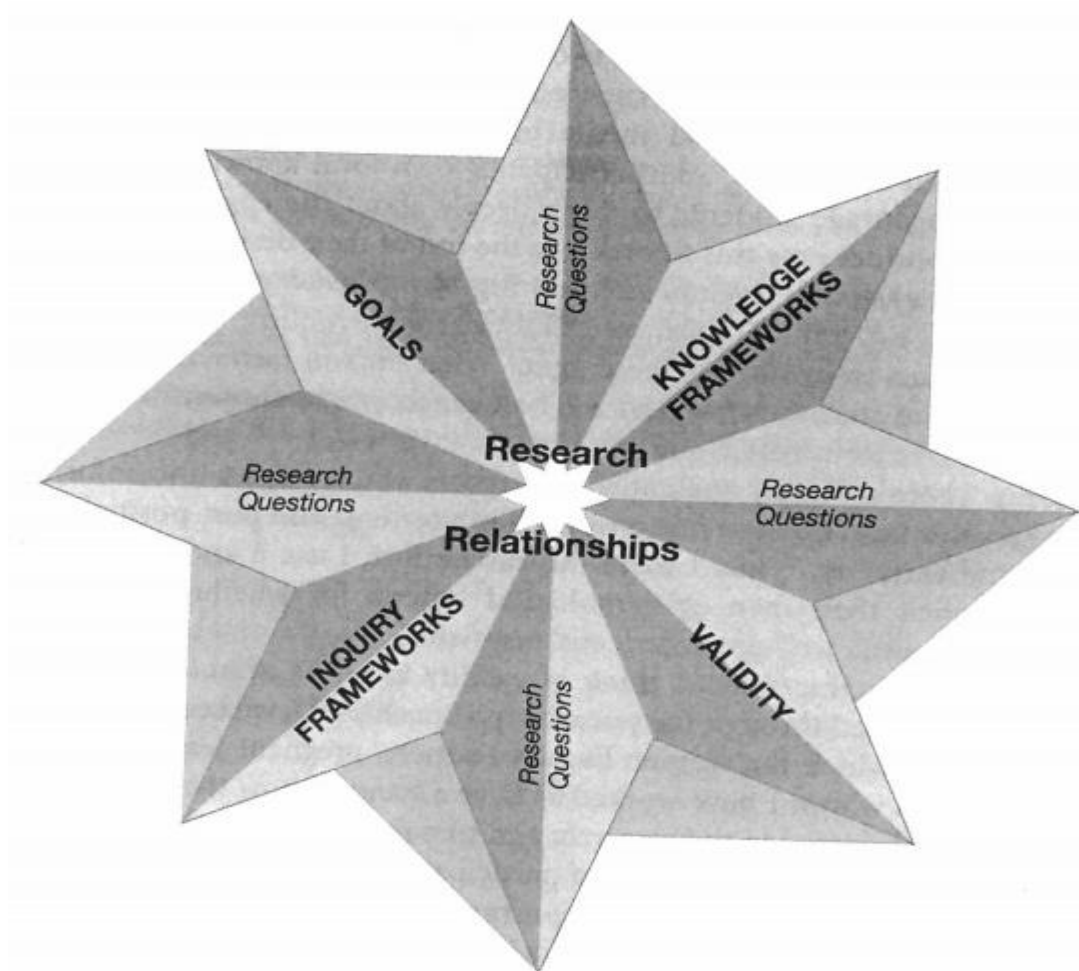 Research
Questions
GOALS
KNOWLEDGE
FRAMEWORKS
Research
Research
Questions
Research
Questions
Relationships
INQUIRY
FRAMEWORKS
VALIDITY
Research
Questions